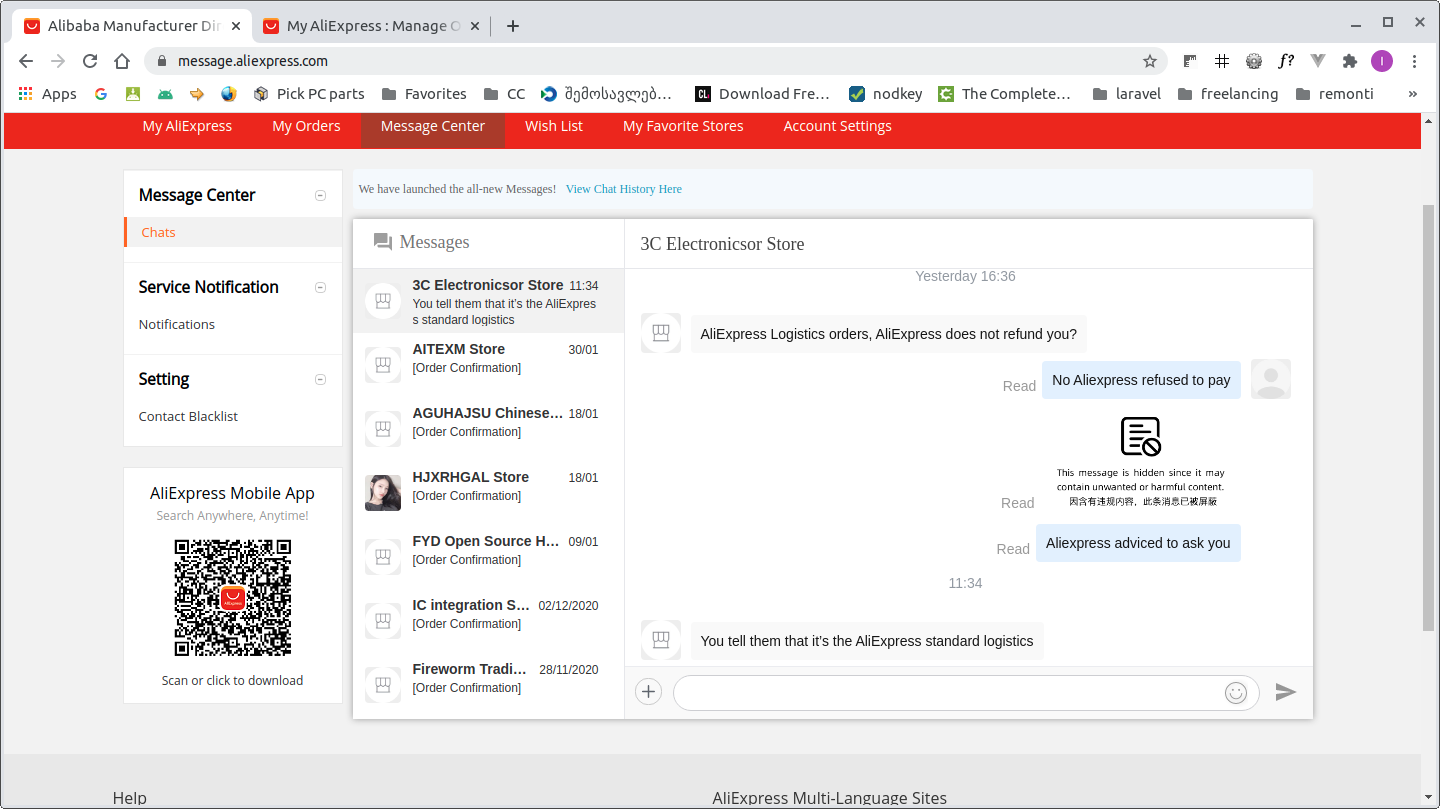 Alibaba Manufacturer Dir
My AliExpress : Manage O
message.aliexpress.com
f?
I
Apps
G
Pick PC parts
Favorites
CC
შემოსავლებ…
CL
Download Fre…
nodkey
The Complete…
laravel
freelancing
remonti
»
My AliExpress
My Orders
Message Center
Wish List
My Favorite Stores
Account Settings
Message Center
Chats
Service Notification
Notifications
Setting
Contact Blacklist
AliExpress Mobile App
Search Anywhere, Anytime!
AliExpress
Scan or click to download
We have launched the all-new Messages! View Chat History Here
Messages
3C Electronicsor Store 11:34
You tell them that it’s the AliExpres
s standard logistics
AITEXM Store 30/01
[Order Confirmation]
AGUHAJSU Chinese… 18/01
[Order Confirmation]
HJXRHGAL Store 18/01
[Order Confirmation]
FYD Open Source H… 09/01
[Order Confirmation]
IC integration S… 02/12/2020
[Order Confirmation]
Fireworm Tradi… 28/11/2020
[Order Confirmation]
3C Electronicsor Store
Yesterday 16:36
AliExpress Logistics orders, AliExpress does not refund you?
Read
No Aliexpress refused to pay
This message is hidden since it may
contain unwanted or harmful content.
因含有违规内容，此条消息已被屏蔽
Read
Read
Aliexpress adviced to ask you
11:34
You tell them that it’s the AliExpress standard logistics
Help
AliExpress Multi-Language Sites